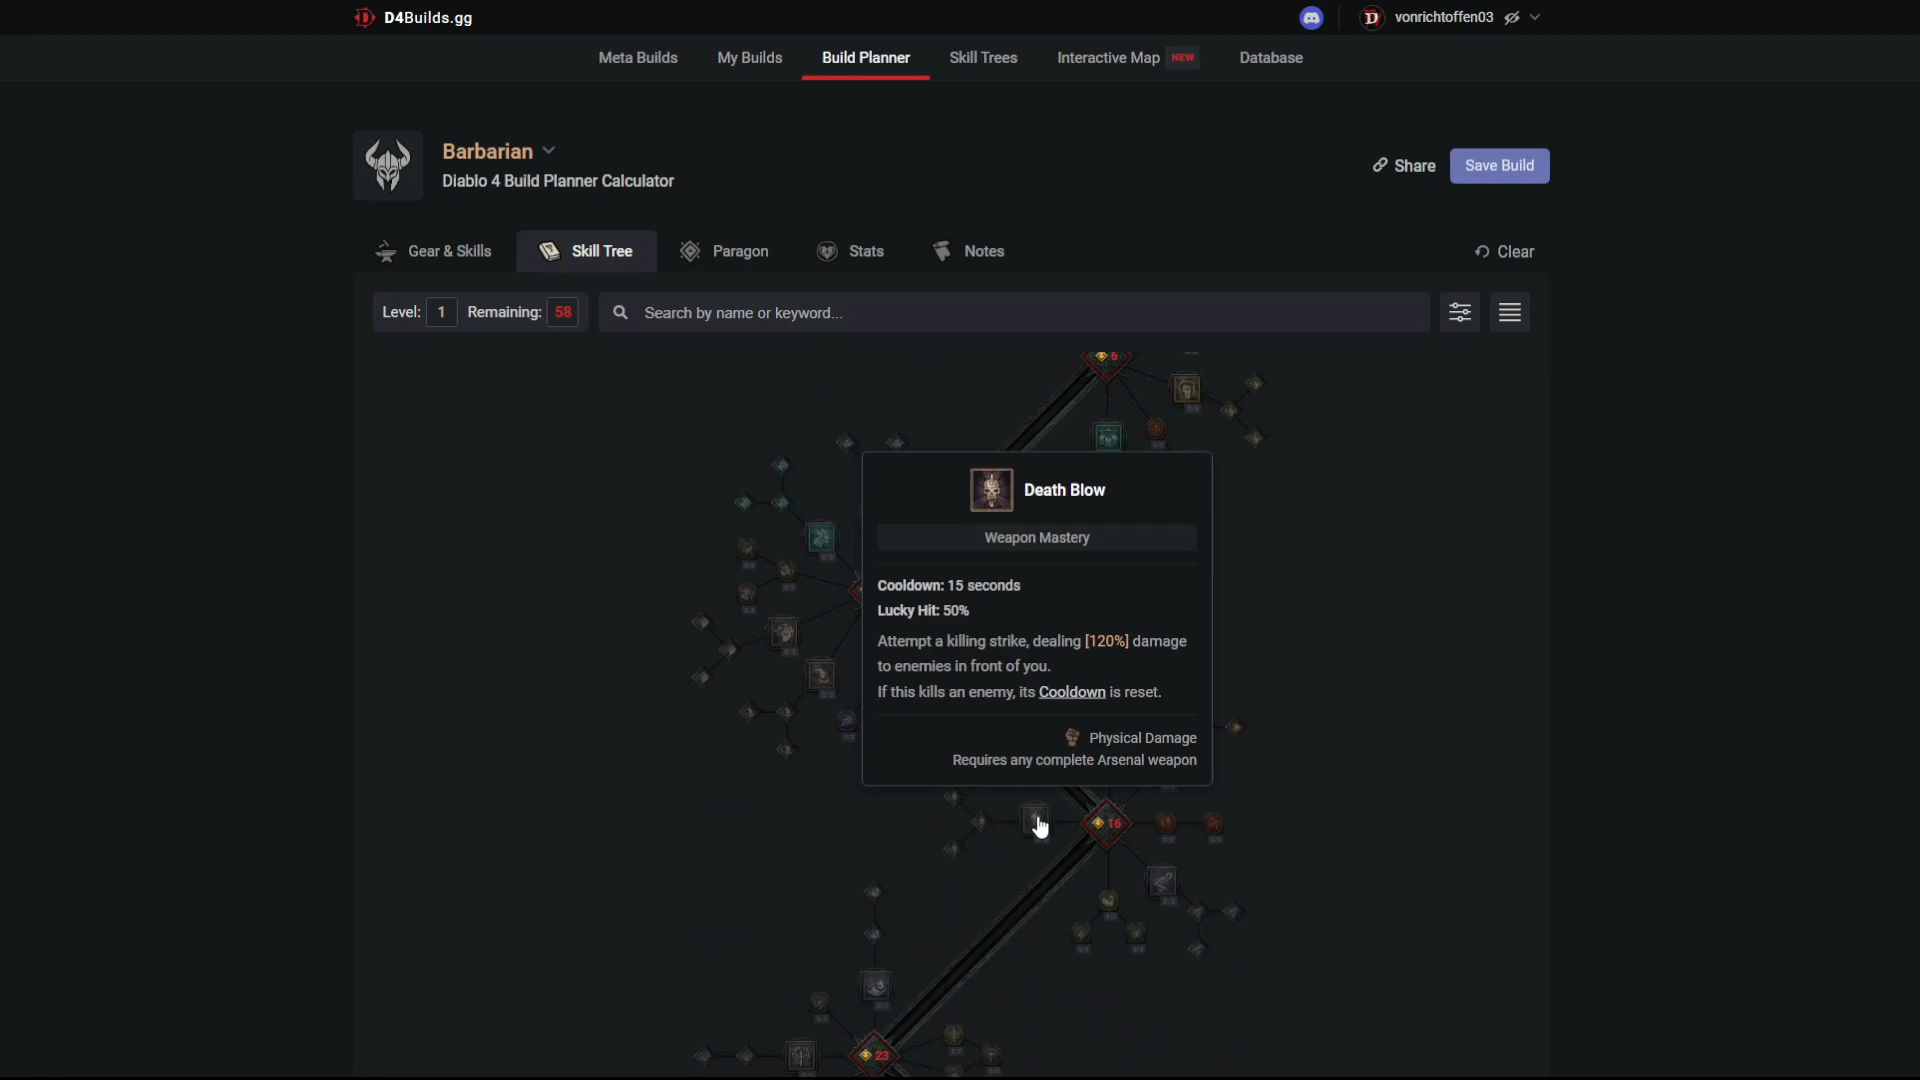 D4Builds.gg
vonrichtoffen03
Meta Builds
My Builds
Build Planner
Skill Trees
Interactive Map NEW
Database
Barbarian
Diablo 4 Build Planner Calculator
Share
Save Build
Gear & Skills
Skill Tree
Paragon
Stats
Notes
Clear
Level: 1 Remaining: 58
Search by name or keyword...
6
Death Blow
Weapon Mastery
Cooldown: 15 seconds
Lucky Hit: 50%
Attempt a killing strike, dealing [120%] damage
to enemies in front of you.
If this kills an enemy, its Cooldown is reset.
Physical Damage
Requires any complete Arsenal weapon
16
23